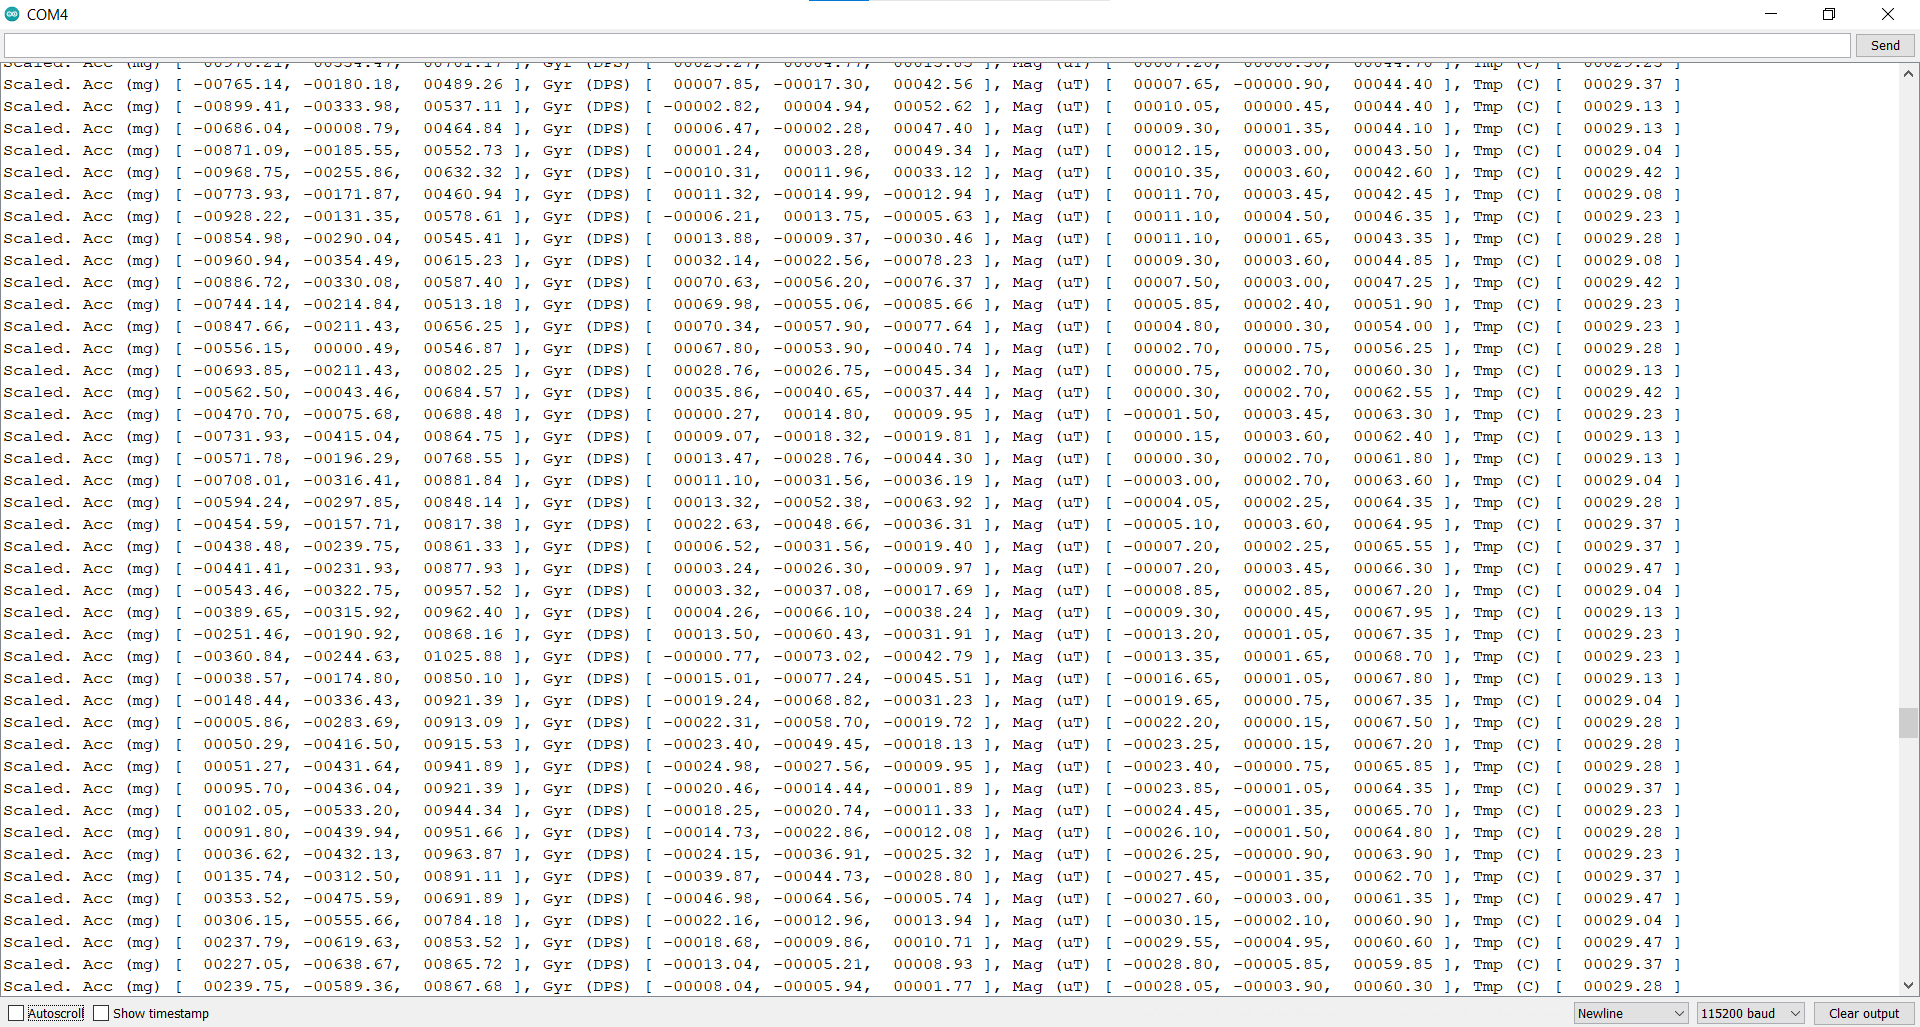 COM4
Send
Scaled. Acc (mg) [ -00765.14, -00180.18, 00489.26 ], Gyr (DPS) [ 00007.85, -00017.30, 00042.56 ], Mag (uT) [ 00007.65, -00000.90, 00044.40 ], Tmp (C) [ 00029.37 ]
Scaled. Acc (mg) [ -00899.41, -00333.98, 00537.11 ], Gyr (DPS) [ -00002.82, 00004.94, 00052.62 ], Mag (uT) [ 00010.05, 00000.45, 00044.40 ], Tmp (C) [ 00029.13 ]
Scaled. Acc (mg) [ -00686.04, -00008.79, 00464.84 ], Gyr (DPS) [ 00006.47, -00002.28, 00047.40 ], Mag (uT) [ 00009.30, 00001.35, 00044.10 ], Tmp (C) [ 00029.13 ]
Scaled. Acc (mg) [ -00871.09, -00185.55, 00552.73 ], Gyr (DPS) [ 00001.24, 00003.28, 00049.34 ], Mag (uT) [ 00012.15, 00003.00, 00043.50 ], Tmp (C) [ 00029.04 ]
Scaled. Acc (mg) [ -00968.75, -00255.86, 00632.32 ], Gyr (DPS) [ -00010.31, 00011.96, 00033.12 ], Mag (uT) [ 00010.35, 00003.60, 00042.60 ], Tmp (C) [ 00029.42 ]
Scaled. Acc (mg) [ -00773.93, -00171.87, 00460.94 ], Gyr (DPS) [ 00011.32, -00014.99, -00012.94 ], Mag (uT) [ 00011.70, 00003.45, 00042.45 ], Tmp (C) [ 00029.08 ]
Scaled. Acc (mg) [ -00928.22, -00131.35, 00578.61 ], Gyr (DPS) [ -00006.21, 00013.75, -00005.63 ], Mag (uT) [ 00011.10, 00004.50, 00046.35 ], Tmp (C) [ 00029.23 ]
Scaled. Acc (mg) [ -00854.98, -00290.04, 00545.41 ], Gyr (DPS) [ 00013.88, -00009.37, -00030.46 ], Mag (uT) [ 00011.10, 00001.65, 00043.35 ], Tmp (C) [ 00029.28 ]
Scaled. Acc (mg) [ -00960.94, -00354.49, 00615.23 ], Gyr (DPS) [ 00032.14, -00022.56, -00078.23 ], Mag (uT) [ 00009.30, 00003.60, 00044.85 ], Tmp (C) [ 00029.08 ]
Scaled. Acc (mg) [ -00886.72, -00330.08, 00587.40 ], Gyr (DPS) [ 00070.63, -00056.20, -00076.37 ], Mag (uT) [ 00007.50, 00003.00, 00047.25 ], Tmp (C) [ 00029.42 ]
Scaled. Acc (mg) [ -00744.14, -00214.84, 00513.18 ], Gyr (DPS) [ 00069.98, -00055.06, -00085.66 ], Mag (uT) [ 00005.85, 00002.40, 00051.90 ], Tmp (C) [ 00029.23 ]
Scaled. Acc (mg) [ -00847.66, -00211.43, 00656.25 ], Gyr (DPS) [ 00070.34, -00057.90, -00077.64 ], Mag (uT) [ 00004.80, 00000.30, 00054.00 ], Tmp (C) [ 00029.23 ]
Scaled. Acc (mg) [ -00556.15, 00000.49, 00546.87 ], Gyr (DPS) [ 00067.80, -00053.90, -00040.74 ], Mag (uT) [ 00002.70, 00000.75, 00056.25 ], Tmp (C) [ 00029.28 ]
Scaled. Acc (mg) [ -00693.85, -00211.43, 00802.25 ], Gyr (DPS) [ 00028.76, -00026.75, -00045.34 ], Mag (uT) [ 00000.75, 00002.70, 00060.30 ], Tmp (C) [ 00029.13 ]
Scaled. Acc (mg) [ -00562.50, -00043.46, 00684.57 ], Gyr (DPS) [ 00035.86, -00040.65, -00037.44 ], Mag (uT) [ 00000.30, 00002.70, 00062.55 ], Tmp (C) [ 00029.42 ]
Scaled. Acc (mg) [ -00470.70, -00075.68, 00688.48 ], Gyr (DPS) [ 00000.27, 00014.80, 00009.95 ], Mag (uT) [ -00001.50, 00003.45, 00063.30 ], Tmp (C) [ 00029.23 ]
Scaled. Acc (mg) [ -00731.93, -00415.04, 00864.75 ], Gyr (DPS) [ 00009.07, -00018.32, -00019.81 ], Mag (uT) [ 00000.15, 00003.60, 00062.40 ], Tmp (C) [ 00029.13 ]
Scaled. Acc (mg) [ -00571.78, -00196.29, 00768.55 ], Gyr (DPS) [ 00013.47, -00028.76, -00044.30 ], Mag (uT) [ 00000.30, 00002.70, 00061.80 ], Tmp (C) [ 00029.13 ]
Scaled. Acc (mg) [ -00708.01, -00316.41, 00881.84 ], Gyr (DPS) [ 00011.10, -00031.56, -00036.19 ], Mag (uT) [ -00003.00, 00002.70, 00063.60 ], Tmp (C) [ 00029.04 ]
Scaled. Acc (mg) [ -00594.24, -00297.85, 00848.14 ], Gyr (DPS) [ 00013.32, -00052.38, -00063.92 ], Mag (uT) [ -00004.05, 00002.25, 00064.35 ], Tmp (C) [ 00029.28 ]
Scaled. Acc (mg) [ -00454.59, -00157.71, 00817.38 ], Gyr (DPS) [ 00022.63, -00048.66, -00036.31 ], Mag (uT) [ -00005.10, 00003.60, 00064.95 ], Tmp (C) [ 00029.37 ]
Scaled. Acc (mg) [ -00438.48, -00239.75, 00861.33 ], Gyr (DPS) [ 00006.52, -00031.56, -00019.40 ], Mag (uT) [ -00007.20, 00002.25, 00065.55 ], Tmp (C) [ 00029.37 ]
Scaled. Acc (mg) [ -00441.41, -00231.93, 00877.93 ], Gyr (DPS) [ 00003.24, -00026.30, -00009.97 ], Mag (uT) [ -00007.20, 00003.45, 00066.30 ], Tmp (C) [ 00029.47 ]
Scaled. Acc (mg) [ -00543.46, -00322.75, 00957.52 ], Gyr (DPS) [ 00003.32, -00037.08, -00017.69 ], Mag (uT) [ -00008.85, 00002.85, 00067.20 ], Tmp (C) [ 00029.04 ]
Scaled. Acc (mg) [ -00389.65, -00315.92, 00962.40 ], Gyr (DPS) [ 00004.26, -00066.10, -00038.24 ], Mag (uT) [ -00009.30, 00000.45, 00067.95 ], Tmp (C) [ 00029.13 ]
Scaled. Acc (mg) [ -00251.46, -00190.92, 00868.16 ], Gyr (DPS) [ 00013.50, -00060.43, -00031.91 ], Mag (uT) [ -00013.20, 00001.05, 00067.35 ], Tmp (C) [ 00029.23 ]
Scaled. Acc (mg) [ -00360.84, -00244.63, 01025.88 ], Gyr (DPS) [ -00000.77, -00073.02, -00042.79 ], Mag (uT) [ -00013.35, 00001.65, 00068.70 ], Tmp (C) [ 00029.23 ]
Scaled. Acc (mg) [ -00038.57, -00174.80, 00850.10 ], Gyr (DPS) [ -00015.01, -00077.24, -00045.51 ], Mag (uT) [ -00016.65, 00001.05, 00067.80 ], Tmp (C) [ 00029.13 ]
Scaled. Acc (mg) [ -00148.44, -00336.43, 00921.39 ], Gyr (DPS) [ -00019.24, -00068.82, -00031.23 ], Mag (uT) [ -00019.65, 00000.75, 00067.35 ], Tmp (C) [ 00029.04 ]
Scaled. Acc (mg) [ -00005.86, -00283.69, 00913.09 ], Gyr (DPS) [ -00022.31, -00058.70, -00019.72 ], Mag (uT) [ -00022.20, 00000.15, 00067.50 ], Tmp (C) [ 00029.28 ]
Scaled. Acc (mg) [ 00050.29, -00416.50, 00915.53 ], Gyr (DPS) [ -00023.40, -00049.45, -00018.13 ], Mag (uT) [ -00023.25, 00000.15, 00067.20 ], Tmp (C) [ 00029.28 ]
Scaled. Acc (mg) [ 00051.27, -00431.64, 00941.89 ], Gyr (DPS) [ -00024.98, -00027.56, -00009.95 ], Mag (uT) [ -00023.40, -00000.75, 00065.85 ], Tmp (C) [ 00029.28 ]
Scaled. Acc (mg) [ 00095.70, -00436.04, 00921.39 ], Gyr (DPS) [ -00020.46, -00014.44, -00001.89 ], Mag (uT) [ -00023.85, -00001.05, 00064.35 ], Tmp (C) [ 00029.37 ]
Scaled. Acc (mg) [ 00102.05, -00533.20, 00944.34 ], Gyr (DPS) [ -00018.25, -00020.74, -00011.33 ], Mag (uT) [ -00024.45, -00001.35, 00065.70 ], Tmp (C) [ 00029.23 ]
Scaled. Acc (mg) [ 00091.80, -00439.94, 00951.66 ], Gyr (DPS) [ -00014.73, -00022.86, -00012.08 ], Mag (uT) [ -00026.10, -00001.50, 00064.80 ], Tmp (C) [ 00029.28 ]
Scaled. Acc (mg) [ 00036.62, -00432.13, 00963.87 ], Gyr (DPS) [ -00024.15, -00036.91, -00025.32 ], Mag (uT) [ -00026.25, -00000.90, 00063.90 ], Tmp (C) [ 00029.23 ]
Scaled. Acc (mg) [ 00135.74, -00312.50, 00891.11 ], Gyr (DPS) [ -00039.87, -00044.73, -00028.80 ], Mag (uT) [ -00027.45, -00001.35, 00062.70 ], Tmp (C) [ 00029.37 ]
Scaled. Acc (mg) [ 00353.52, -00475.59, 00691.89 ], Gyr (DPS) [ -00046.98, -00064.56, -00005.74 ], Mag (uT) [ -00027.60, -00003.00, 00061.35 ], Tmp (C) [ 00029.47 ]
Scaled. Acc (mg) [ 00306.15, -00555.66, 00784.18 ], Gyr (DPS) [ -00022.16, -00012.96, 00013.94 ], Mag (uT) [ -00030.15, -00002.10, 00060.90 ], Tmp (C) [ 00029.04 ]
Scaled. Acc (mg) [ 00237.79, -00619.63, 00853.52 ], Gyr (DPS) [ -00018.68, -00009.86, 00010.71 ], Mag (uT) [ -00029.55, -00004.95, 00060.60 ], Tmp (C) [ 00029.47 ]
Scaled. Acc (mg) [ 00227.05, -00638.67, 00865.72 ], Gyr (DPS) [ -00013.04, -00005.21, 00008.93 ], Mag (uT) [ -00028.80, -00005.85, 00059.85 ], Tmp (C) [ 00029.37 ]
Scaled. Acc (mg) [ 00239.75, -00589.36, 00867.68 ], Gyr (DPS) [ -00008.04, -00005.94, 00001.77 ], Mag (uT) [ -00028.05, -00003.90, 00060.30 ], Tmp (C) [ 00029.28 ]
Autoscroll Show timestamp Newline 115200 baud Clear output